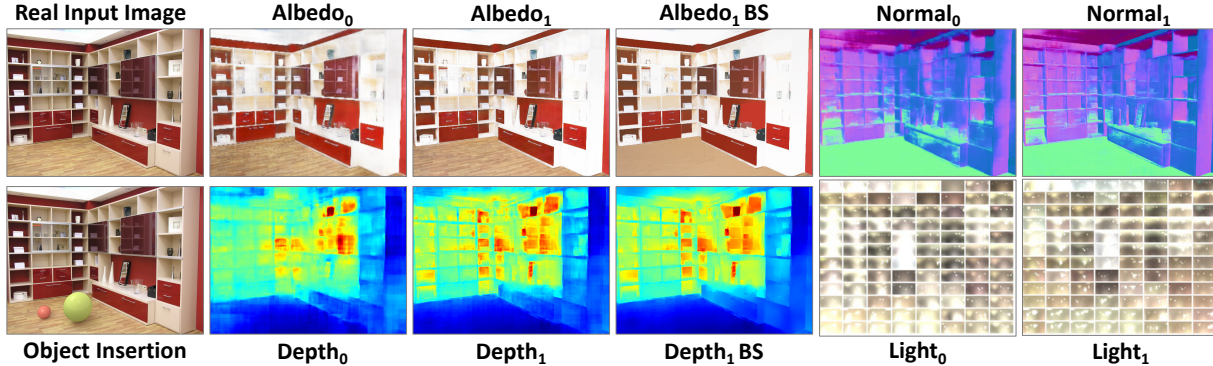 Real Input Image
Albedo₀
Albedo₁
Albedo₁ BS
Normal₀
Normal₁
Object Insertion
Depth₀
Depth₁
Depth₁ BS
Light₀
Light₁